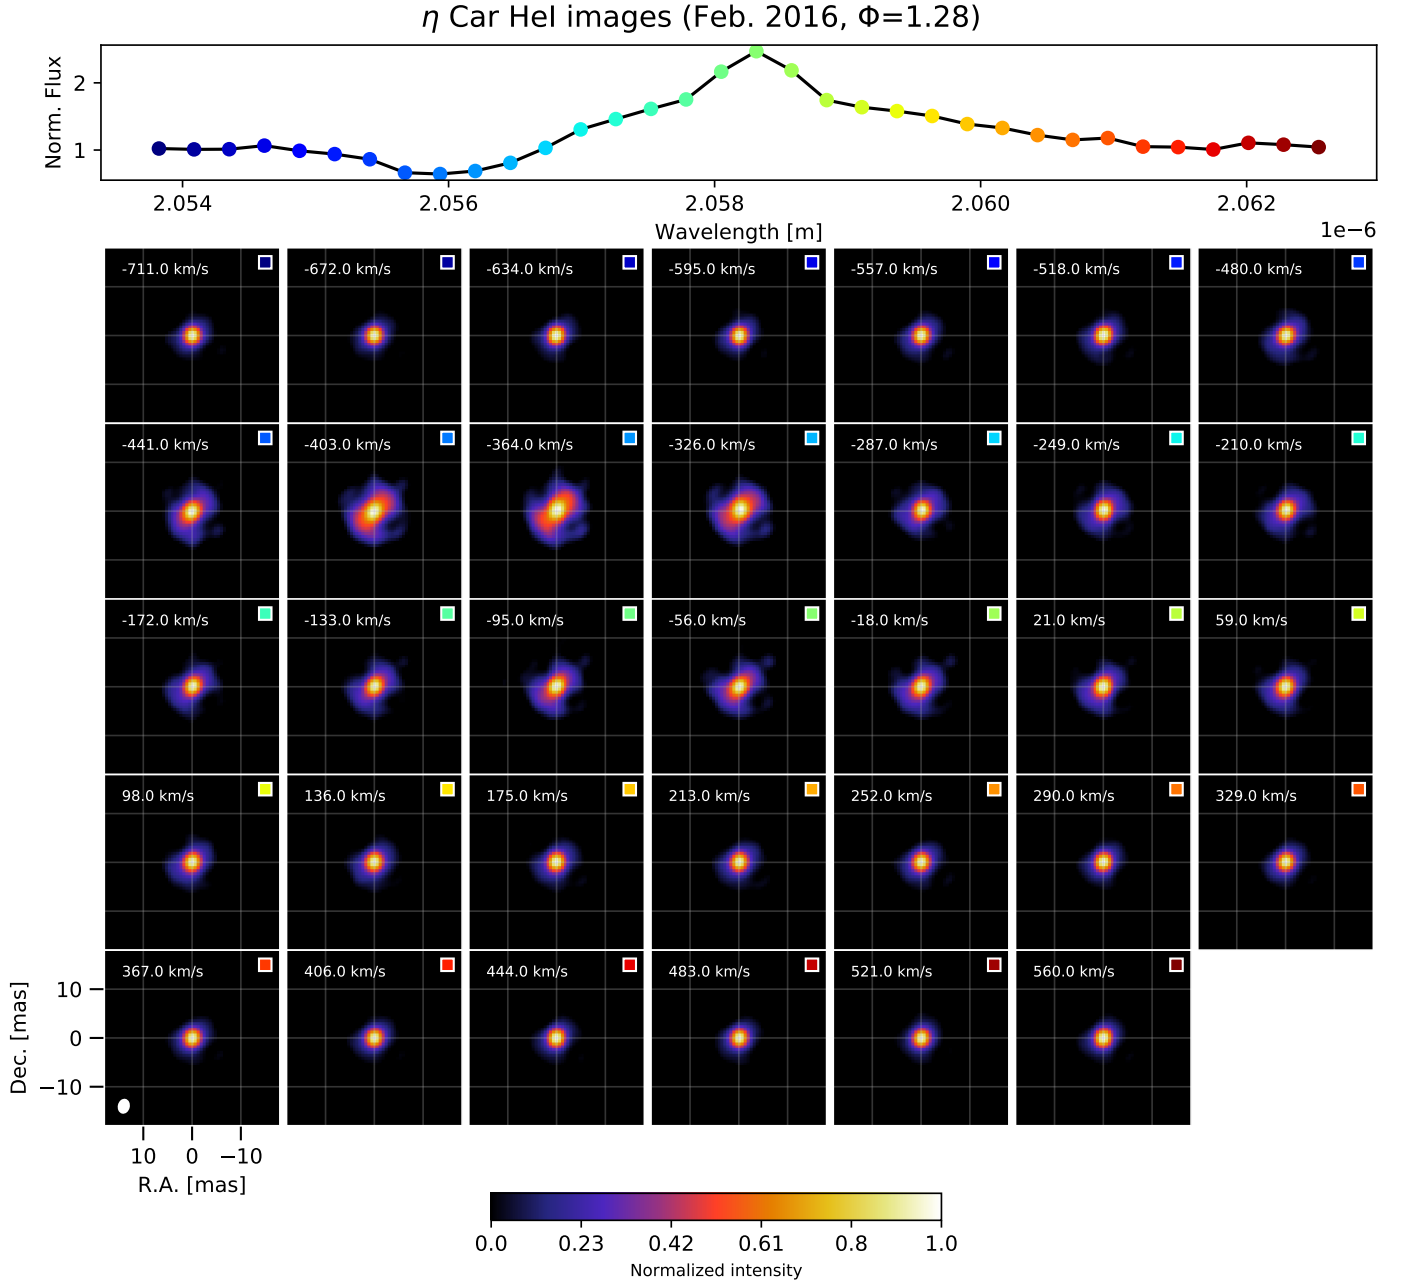 η Car HeI images (Feb. 2016, Φ=1.28)
Norm. Flux
2
1
2.054 2.056 2.058 2.060 2.062
Wavelength [m]
1e−6
-711.0 km/s -672.0 km/s -634.0 km/s -595.0 km/s -557.0 km/s -518.0 km/s -480.0 km/s
-441.0 km/s -403.0 km/s -364.0 km/s -326.0 km/s -287.0 km/s -249.0 km/s -210.0 km/s
-172.0 km/s -133.0 km/s -95.0 km/s -56.0 km/s -18.0 km/s 21.0 km/s 59.0 km/s
98.0 km/s 136.0 km/s 175.0 km/s 213.0 km/s 252.0 km/s 290.0 km/s 329.0 km/s
367.0 km/s 406.0 km/s 444.0 km/s 483.0 km/s 521.0 km/s 560.0 km/s
Dec. [mas]
10
0
−10
10 0 −10
R.A. [mas]
0.0 0.23 0.42 0.61 0.8 1.0
Normalized intensity